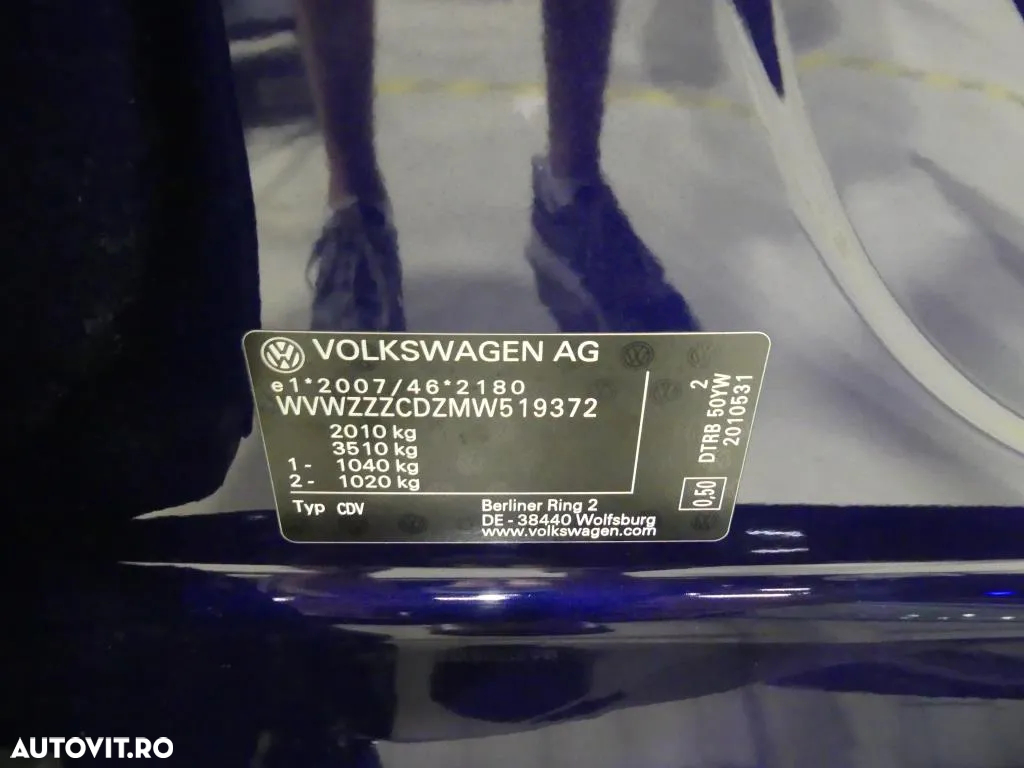 VOLKSWAGEN AG
e1*2007/46*2180
WVWZZZCDZMW519372
2010 kg
3510 kg
1- 1040 kg
2- 1020 kg
Typ CDV
Berliner Ring 2
DE - 38440 Wolfsburg
www.volkswagen.com
2
DTRB 50YW
2010531
0,50
AUTOVIT.RO